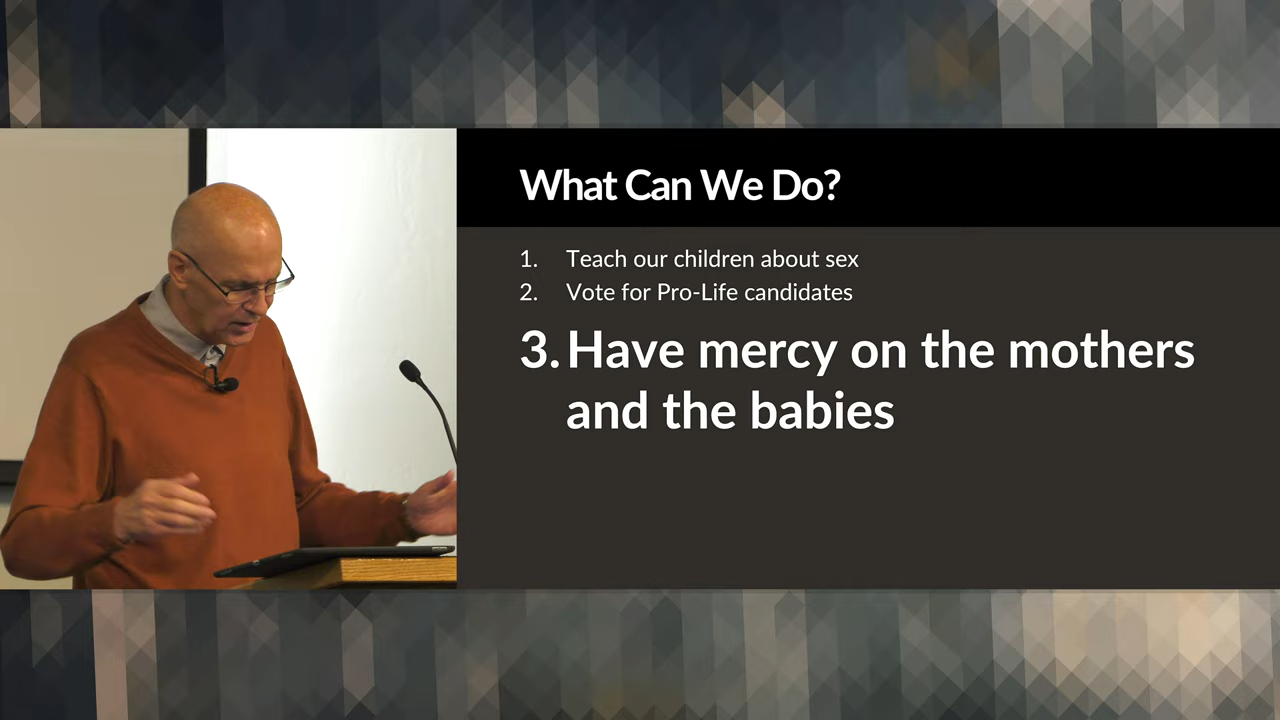 What Can We Do?
1. Teach our children about sex
2. Vote for Pro-Life candidates
3. Have mercy on the mothers
and the babies